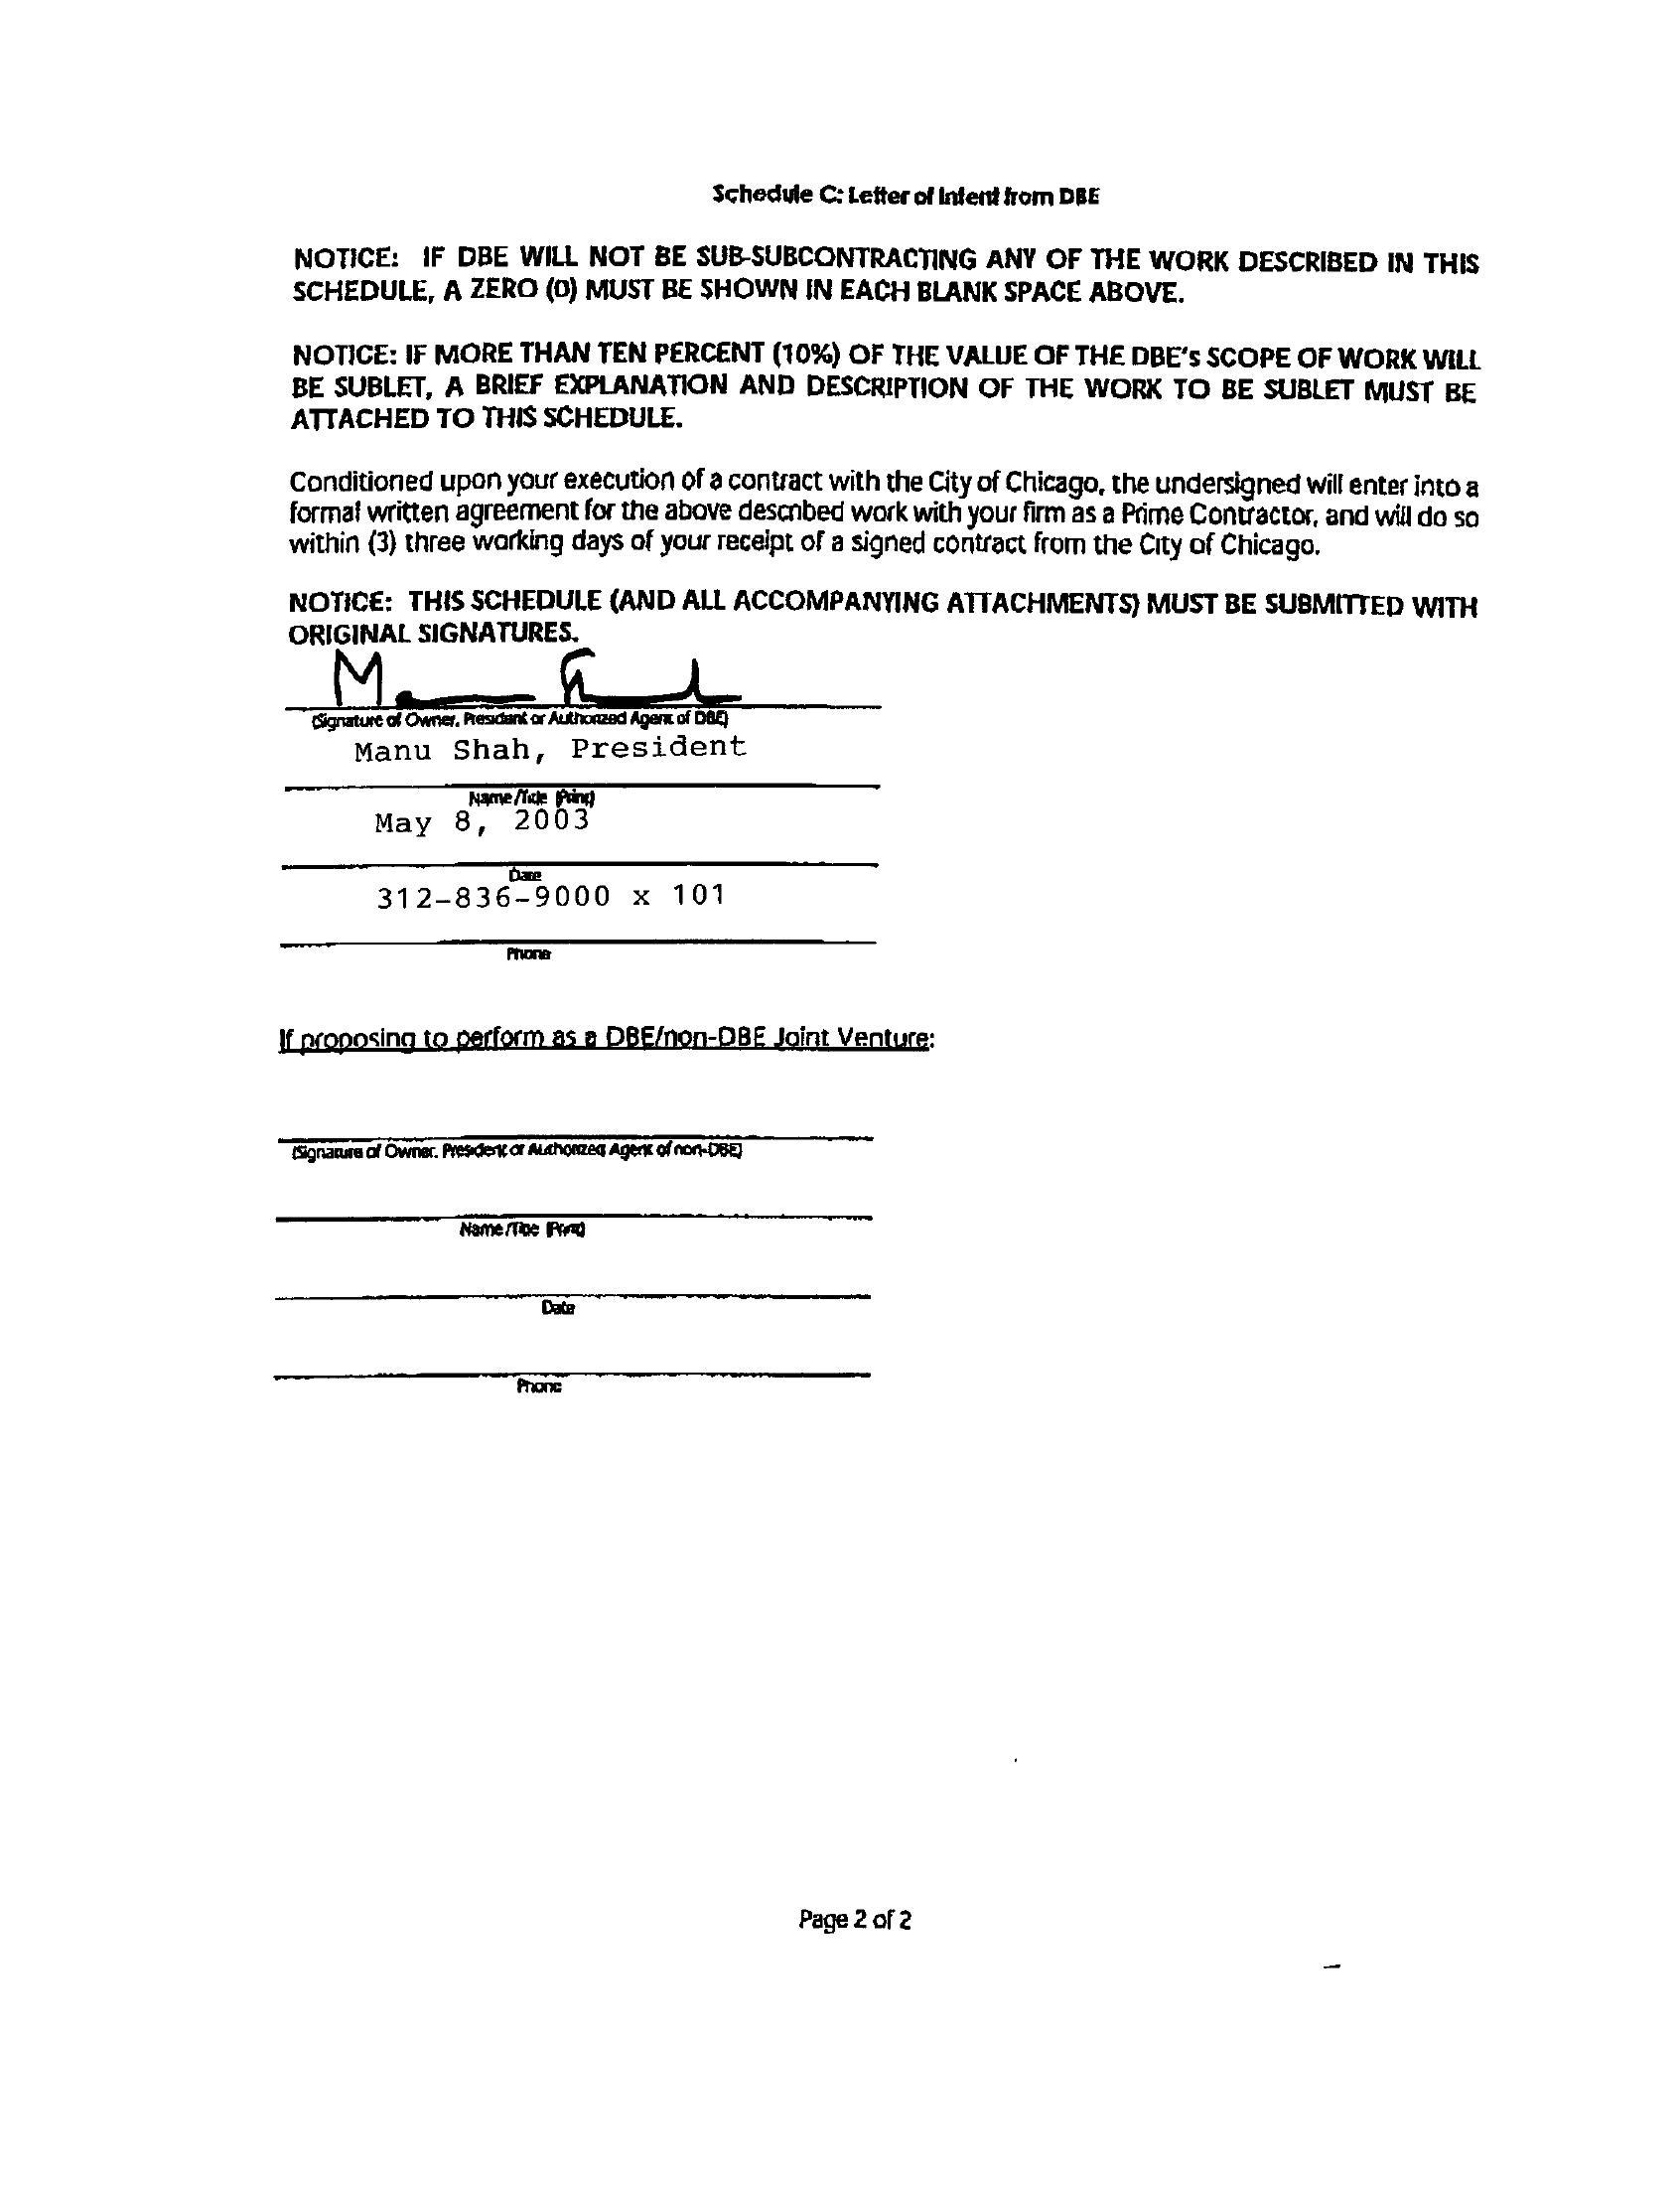 Schedule C: Letter of Intent from DBE
NOTICE: IF DBE WILL NOT BE SUB-SUBCONTRACTING ANY OF THE WORK DESCRIBED IN THIS
SCHEDULE, A ZERO (0) MUST BE SHOWN IN EACH BLANK SPACE ABOVE.
NOTICE: IF MORE THAN TEN PERCENT (10%) OF THE VALUE OF THE DBE's SCOPE OF WORK WILL
BE SUBLET, A BRIEF EXPLANATION AND DESCRIPTION OF THE WORK TO BE SUBLET MUST BE
ATTACHED TO THIS SCHEDULE.
Conditioned upon your execution of a contract with the City of Chicago, the undersigned will enter into a
formal written agreement for the above described work with your firm as a Prime Contractor, and will do so
within (3) three working days of your receipt of a signed contract from the City of Chicago.
NOTICE: THIS SCHEDULE (AND ALL ACCOMPANYING ATTACHMENTS) MUST BE SUBMITTED WITH
ORIGINAL SIGNATURES.
(Signature of Owner, President or Authorized Agent of DBE)
Manu Shah, President
Name/Title (Print)
May 8, 2003
Date
312-836-9000 x 101
Phone
If proposing to perform as a DBE/non-DBE Joint Venture:
(Signature of Owner, President or Authorized Agent of non-DBE)
Name/Title (Print)
Date
Phone
Page 2 of 2